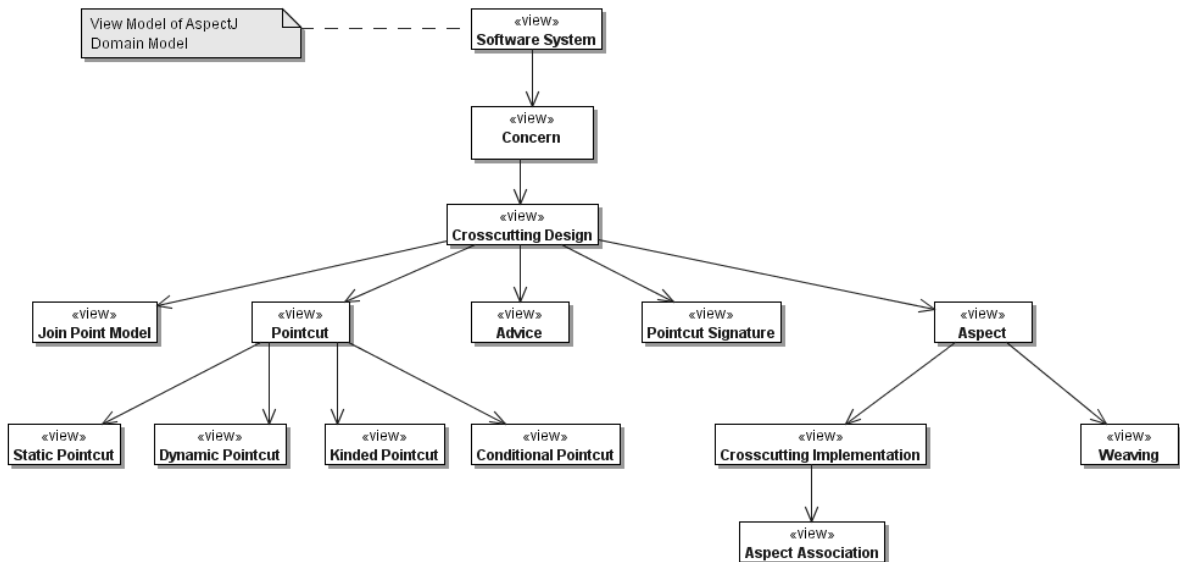 View Model of AspectJ
Domain Model
«view»
Software System
«view»
Concern
«view»
Crosscutting Design
«view»
Join Point Model
«view»
Pointcut
«view»
Advice
«view»
Pointcut Signature
«view»
Aspect
«view»
Static Pointcut
«view»
Dynamic Pointcut
«view»
Kinded Pointcut
«view»
Conditional Pointcut
«view»
Crosscutting Implementation
«view»
Weaving
«view»
Aspect Association